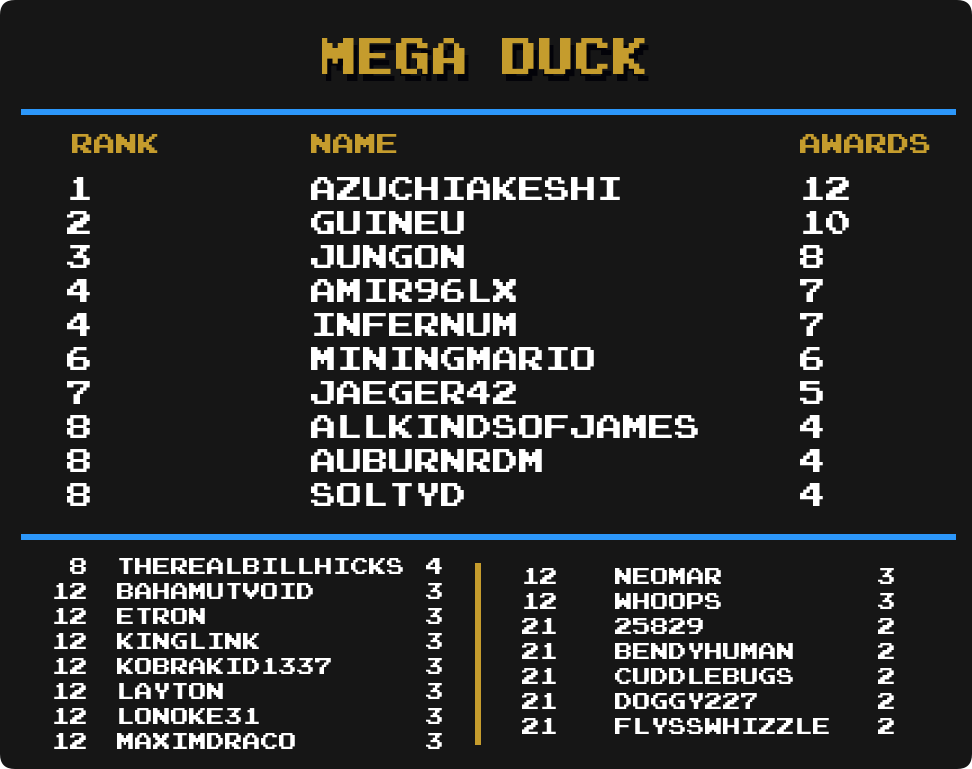 MEGA DUCK
RANK NAME AWARDS
1 AZUCHIAKESHI 12
2 GUINEU 10
3 JUNGON 8
4 AMIR96LX 7
4 INFERNUM 7
6 MININGMARIO 6
7 JAEGER42 5
8 ALLKINDSOFJAMES 4
8 AUBURNRDM 4
8 SOLTYD 4
8 THEREALBILLHICKS 4
12 BAHAMUTVOID 3
12 ETRON 3
12 KINGLINK 3
12 KOBRAKID1337 3
12 LAYTON 3
12 LONOKE31 3
12 MAXIMDRACO 3
12 NEOMAR 3
12 WHOOPS 3
21 25829 2
21 BENDYHUMAN 2
21 CUDDLEBUGS 2
21 DOGGY227 2
21 FLYSSWHIZZLE 2